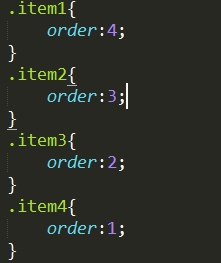 .item1{
    order:4;
}
.item2{
    order:3;
}
.item3{
    order:2;
}
.item4{
    order:1;
}